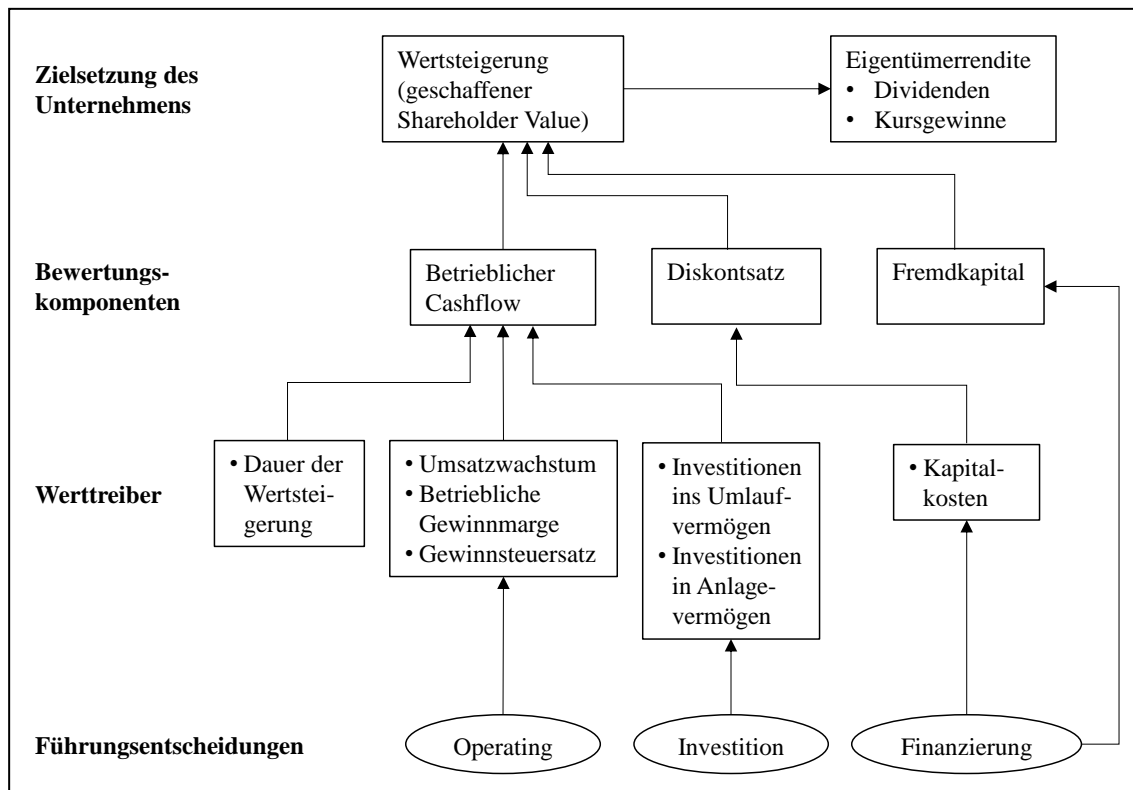 Zielsetzung des
Unternehmens
Wertsteigerung
(geschaffener
Shareholder Value)
Eigentümerrendite
• Dividenden
• Kursgewinne
Bewertungs-
komponenten
Betrieblicher
Cashflow
Diskontsatz
Fremdkapital
Werttreiber
• Dauer der
Wertstei-
gerung
• Umsatzwachstum
• Betriebliche
Gewinnmarge
• Gewinnsteuersatz
• Investitionen
ins Umlauf-
vermögen
• Investitionen
in Anlage-
vermögen
• Kapital-
kosten
Führungsentscheidungen
Operating
Investition
Finanzierung